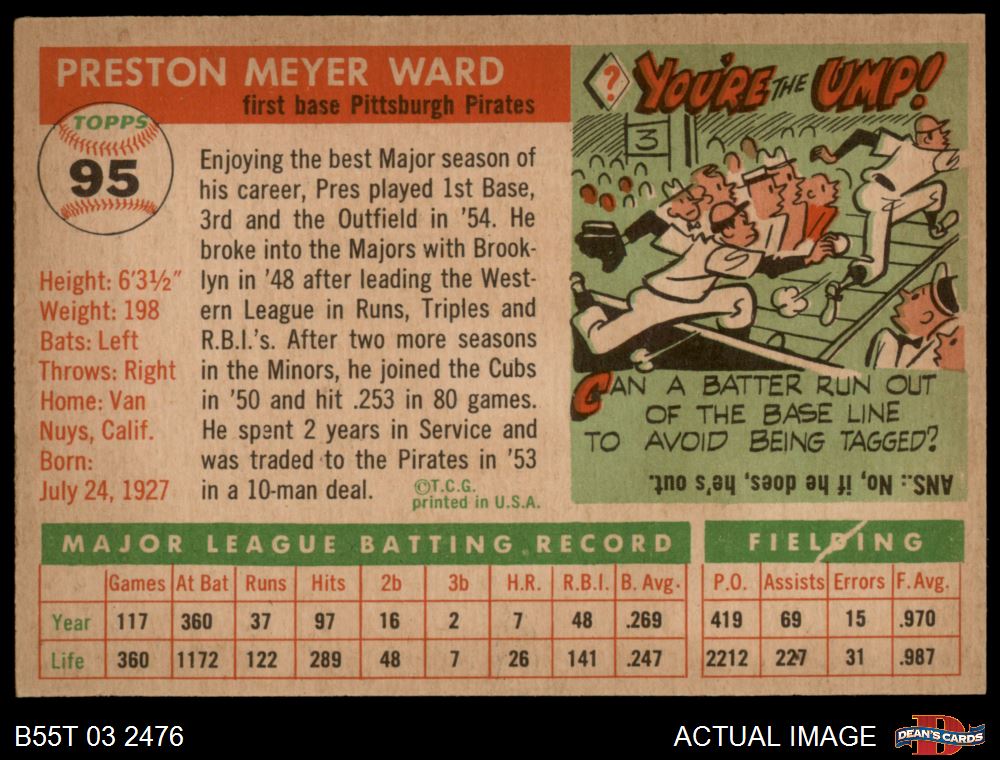 PRESTON MEYER WARD
first base Pittsburgh Pirates
TOPPS
95
Enjoying the best Major season of
his career, Pres played 1st Base,
3rd and the Outfield in '54. He
broke into the Majors with Brook-
lyn in '48 after leading the West-
ern League in Runs, Triples and
R.B.I.'s. After two more seasons
in the Minors, he joined the Cubs
in '50 and hit .253 in 80 games.
He spent 2 years in Service and
was traded to the Pirates in '53
in a 10-man deal.
©T.C.G.
printed in U.S.A.
Height: 6'3½"
Weight: 198
Bats: Left
Throws: Right
Home: Van
Nuys, Calif.
Born:
July 24, 1927
?
YOU'RE THE UMP!
3
CAN A BATTER RUN OUT
OF THE BASE LINE
TO AVOID BEING TAGGED?
ANS.: No, if he does, he's out.
MAJOR LEAGUE BATTING RECORD
Games At Bat Runs Hits 2b 3b H.R. R.B.I. B. Avg.
Year 117 360 37 97 16 2 7 48 .269
Life 360 1172 122 289 48 7 26 141 .247
FIELDING
P.O. Assists Errors F. Avg.
419 69 15 .970
2212 227 31 .987
B55T 03 2476
ACTUAL IMAGE
D
DEAN'S CARDS